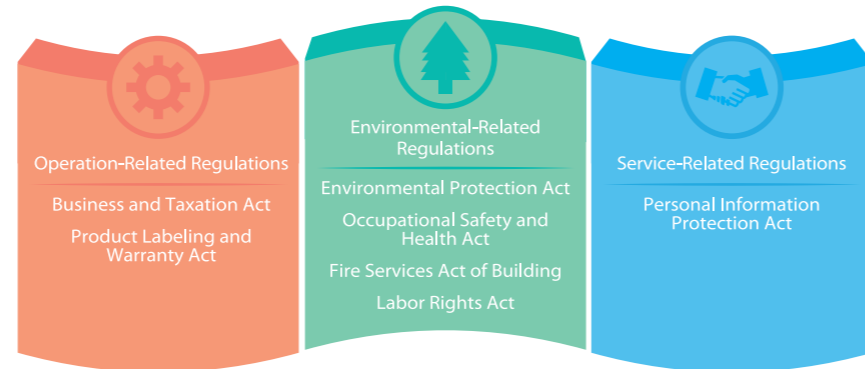 Operation-Related Regulations
Business and Taxation Act
Product Labeling and
Warranty Act
Environmental-Related
Regulations
Environmental Protection Act
Occupational Safety and
Health Act
Fire Services Act of Building
Labor Rights Act
Service-Related Regulations
Personal Information
Protection Act